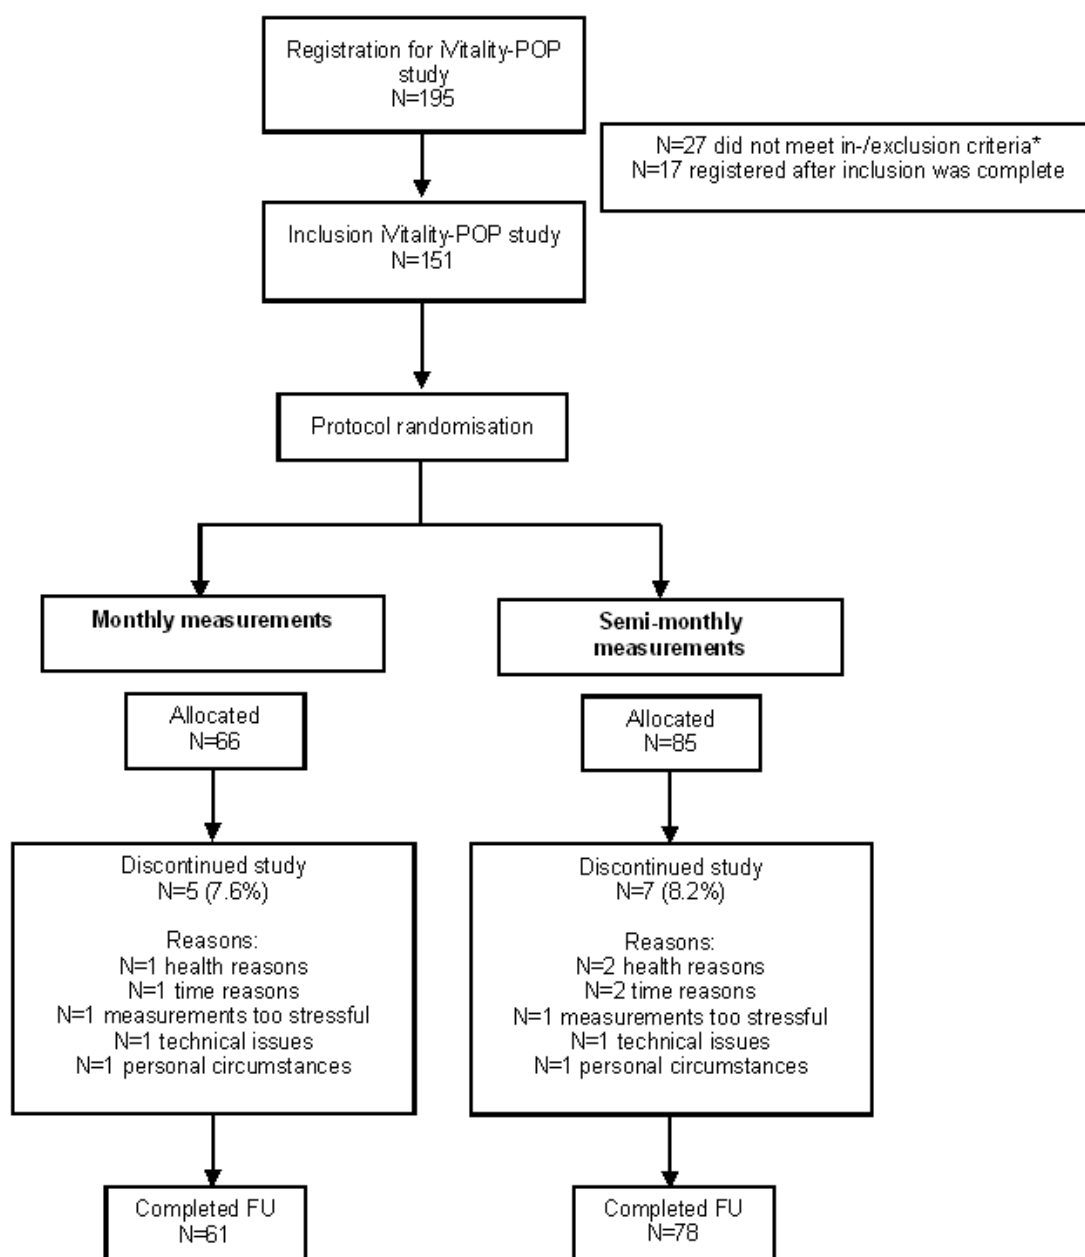 Registration for iVitality-POP
study
N=195
N=27 did not meet in-/exclusion criteria*
N=17 registered after inclusion was complete
Inclusion iVitality-POP study
N=151
Protocol randomisation
Monthly measurements
Semi-monthly
measurements
Allocated
N=66
Allocated
N=85
Discontinued study
N=5 (7.6%)
Reasons:
N=1 health reasons
N=1 time reasons
N=1 measurements too stressful
N=1 technical issues
N=1 personal circumstances
Discontinued study
N=7 (8.2%)
Reasons:
N=2 health reasons
N=2 time reasons
N=1 measurements too stressful
N=1 technical issues
N=1 personal circumstances
Completed FU
N=61
Completed FU
N=78